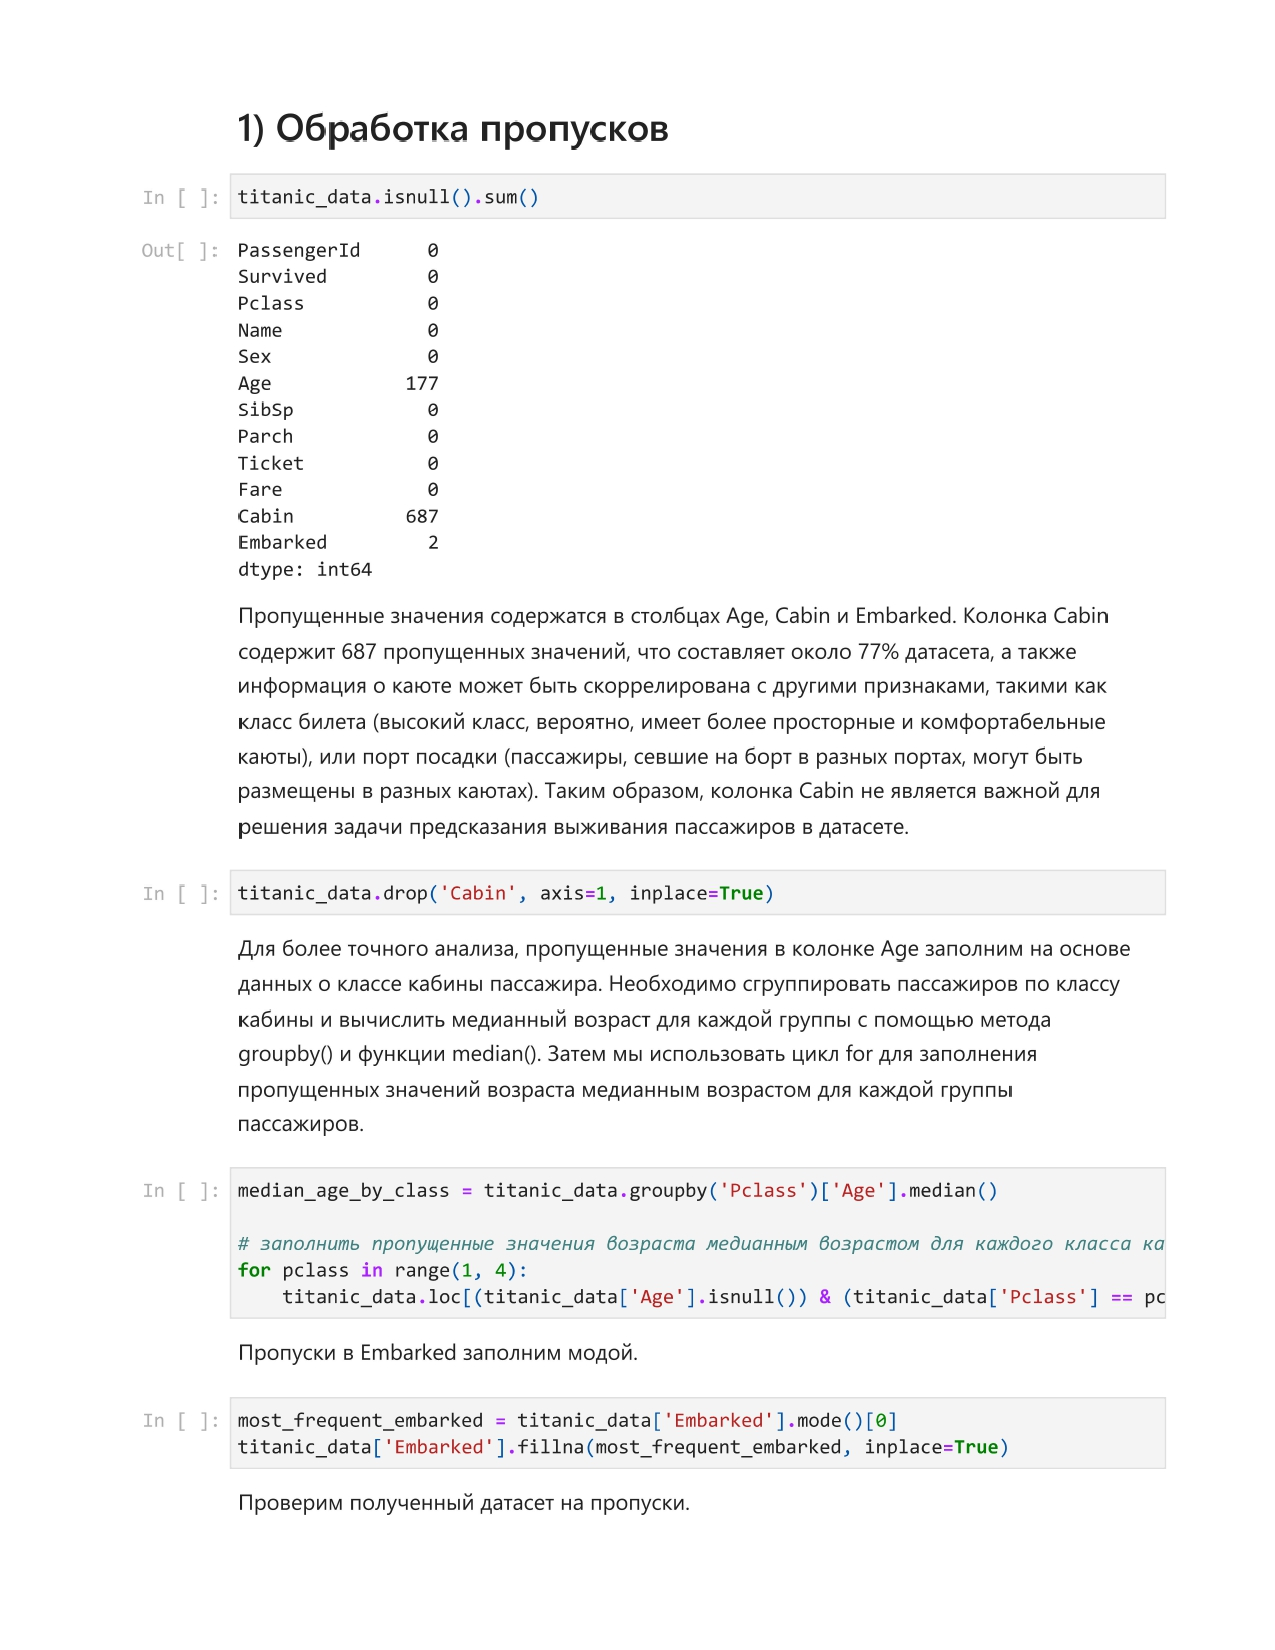 1) Обработка пропусков
In [ ]: titanic_data.isnull().sum()
Out[ ]: PassengerId      0
Survived         0
Pclass           0
Name             0
Sex              0
Age            177
SibSp            0
Parch            0
Ticket           0
Fare             0
Cabin          687
Embarked         2
dtype: int64
Пропущенные значения содержатся в столбцах Age, Cabin и Embarked. Колонка Cabin
содержит 687 пропущенных значений, что составляет около 77% датасета, а также
информация о каюте может быть скоррелирована с другими признаками, такими как
класс билета (высокий класс, вероятно, имеет более просторные и комфортабельные
каюты), или порт посадки (пассажиры, севшие на борт в разных портах, могут быть
размещены в разных каютах). Таким образом, колонка Cabin не является важной для
решения задачи предсказания выживания пассажиров в датасете.
In [ ]: titanic_data.drop('Cabin', axis=1, inplace=True)
Для более точного анализа, пропущенные значения в колонке Age заполним на основе
данных о классе кабины пассажира. Необходимо сгруппировать пассажиров по классу
кабины и вычислить медианный возраст для каждой группы с помощью метода
groupby() и функции median(). Затем мы использовать цикл for для заполнения
пропущенных значений возраста медианным возрастом для каждой группы
пассажиров.
In [ ]: median_age_by_class = titanic_data.groupby('Pclass')['Age'].median()
# заполнить пропущенные значения возраста медианным возрастом для каждого класса ка
for pclass in range(1, 4):
    titanic_data.loc[(titanic_data['Age'].isnull()) & (titanic_data['Pclass'] == pc
Пропуски в Embarked заполним модой.
In [ ]: most_frequent_embarked = titanic_data['Embarked'].mode()[0]
titanic_data['Embarked'].fillna(most_frequent_embarked, inplace=True)
Проверим полученный датасет на пропуски.